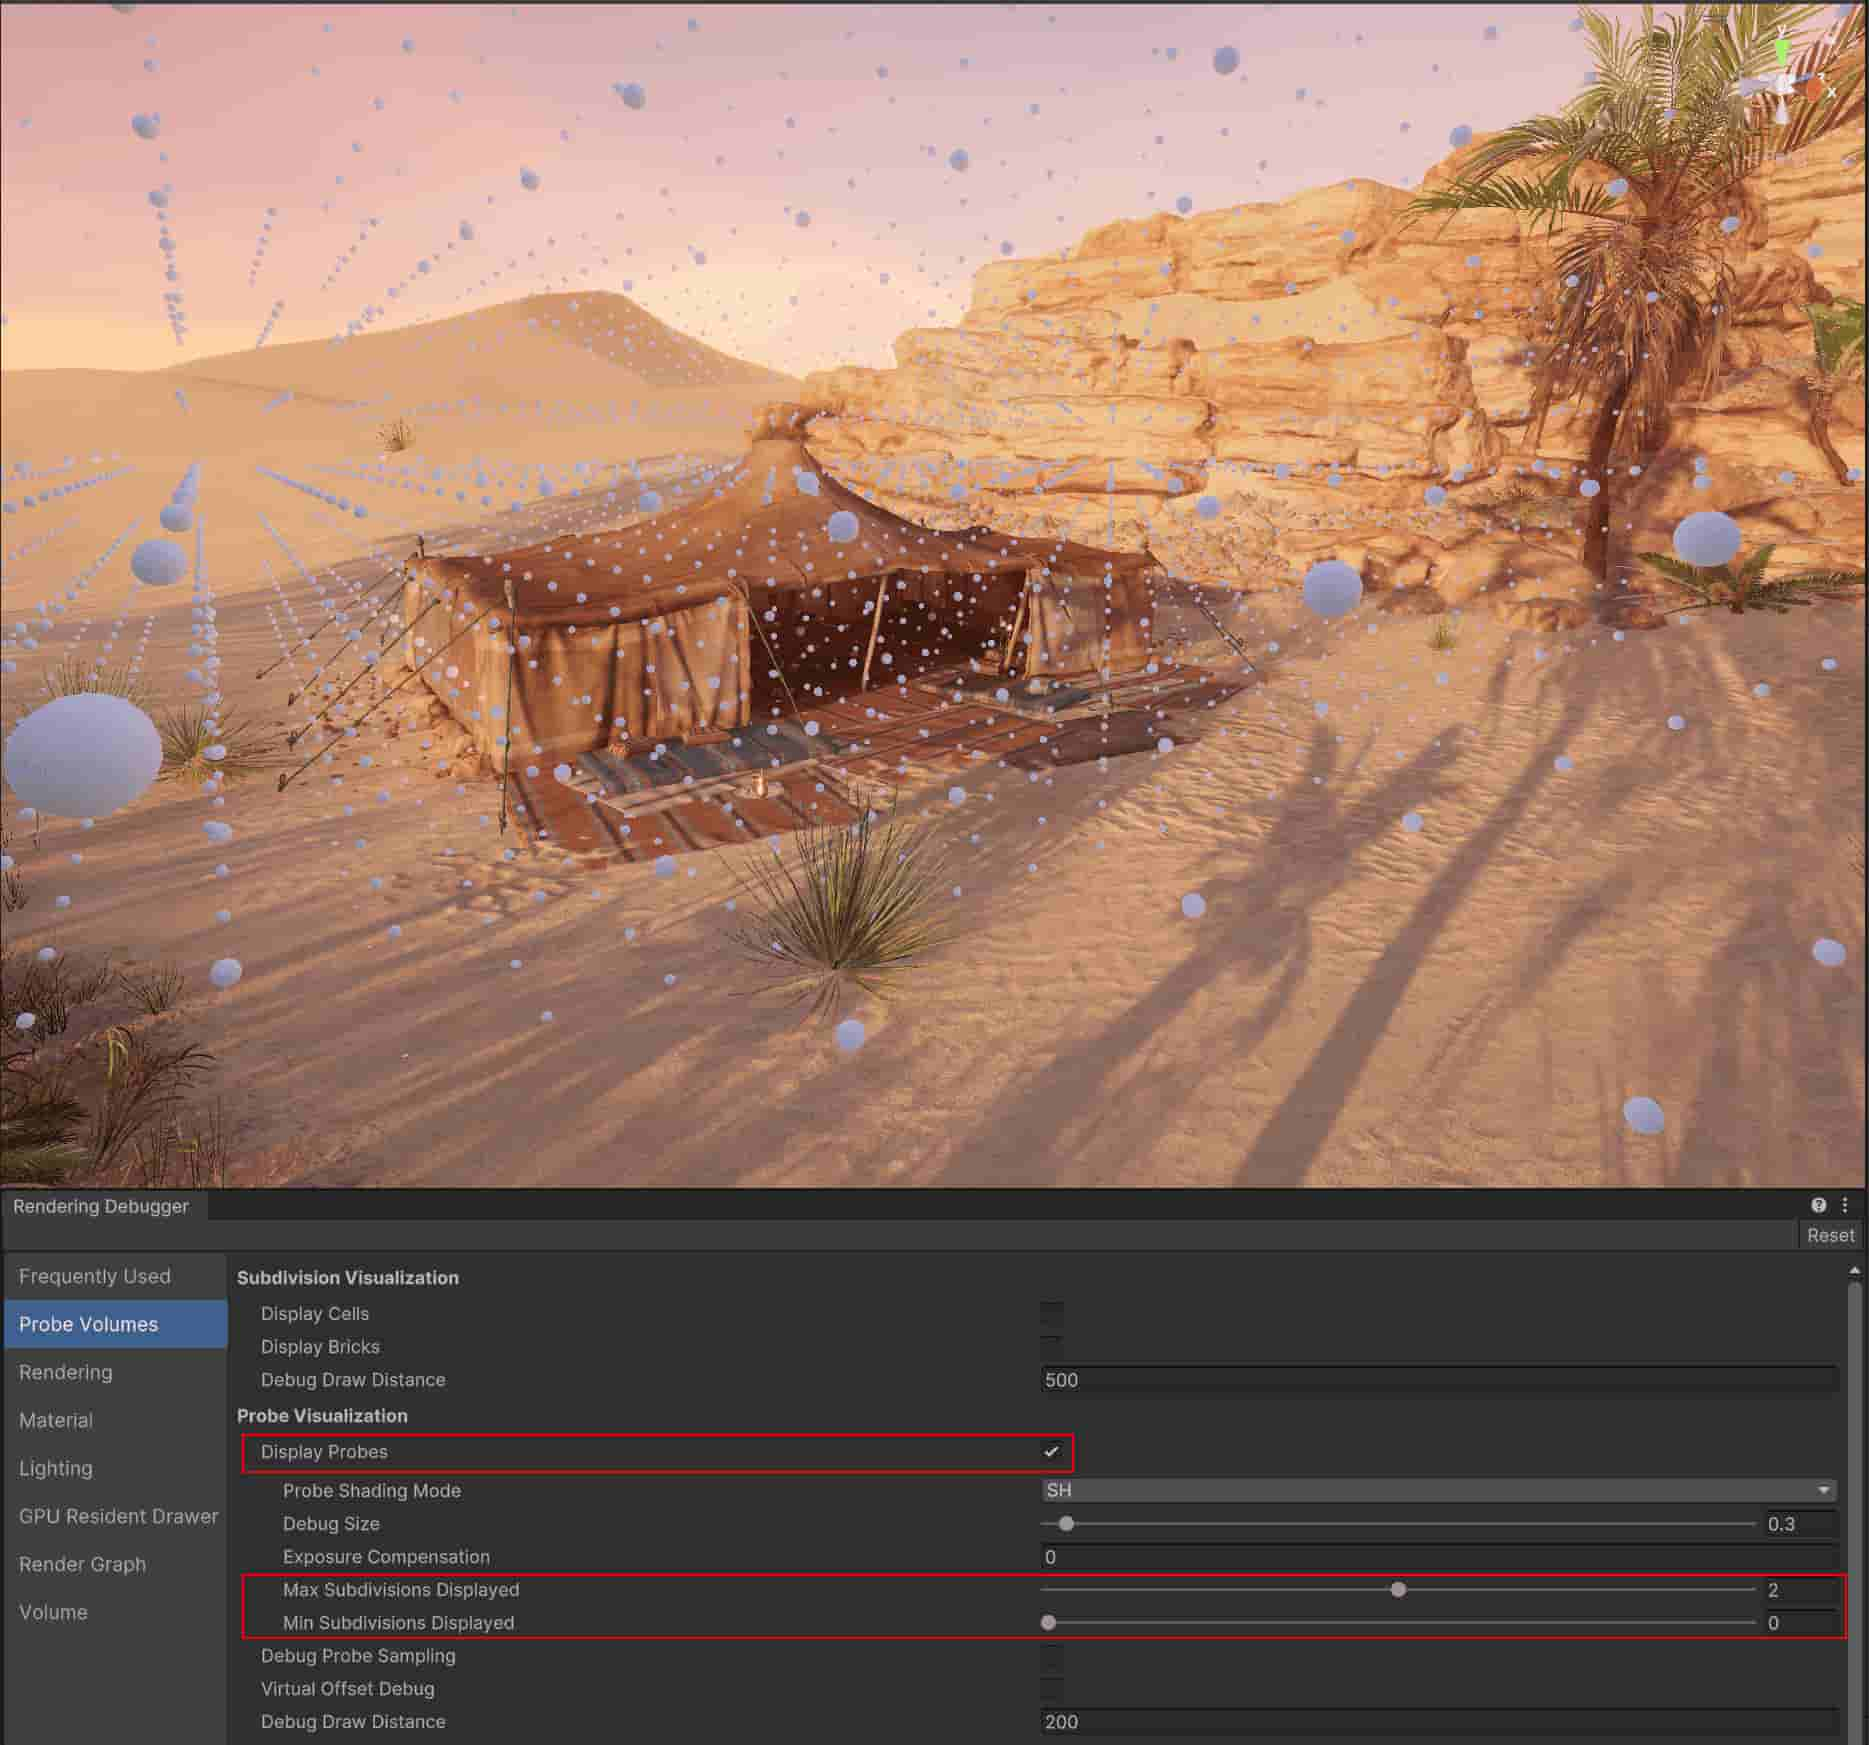 y
x
Rendering Debugger
Reset
Frequently Used
Probe Volumes
Rendering
Material
Lighting
GPU Resident Drawer
Render Graph
Volume
Subdivision Visualization
Display Cells
Display Bricks
Debug Draw Distance 500
Probe Visualization
Display Probes
Probe Shading Mode SH
Debug Size 0.3
Exposure Compensation 0
Max Subdivisions Displayed 2
Min Subdivisions Displayed 0
Debug Probe Sampling
Virtual Offset Debug
Debug Draw Distance 200